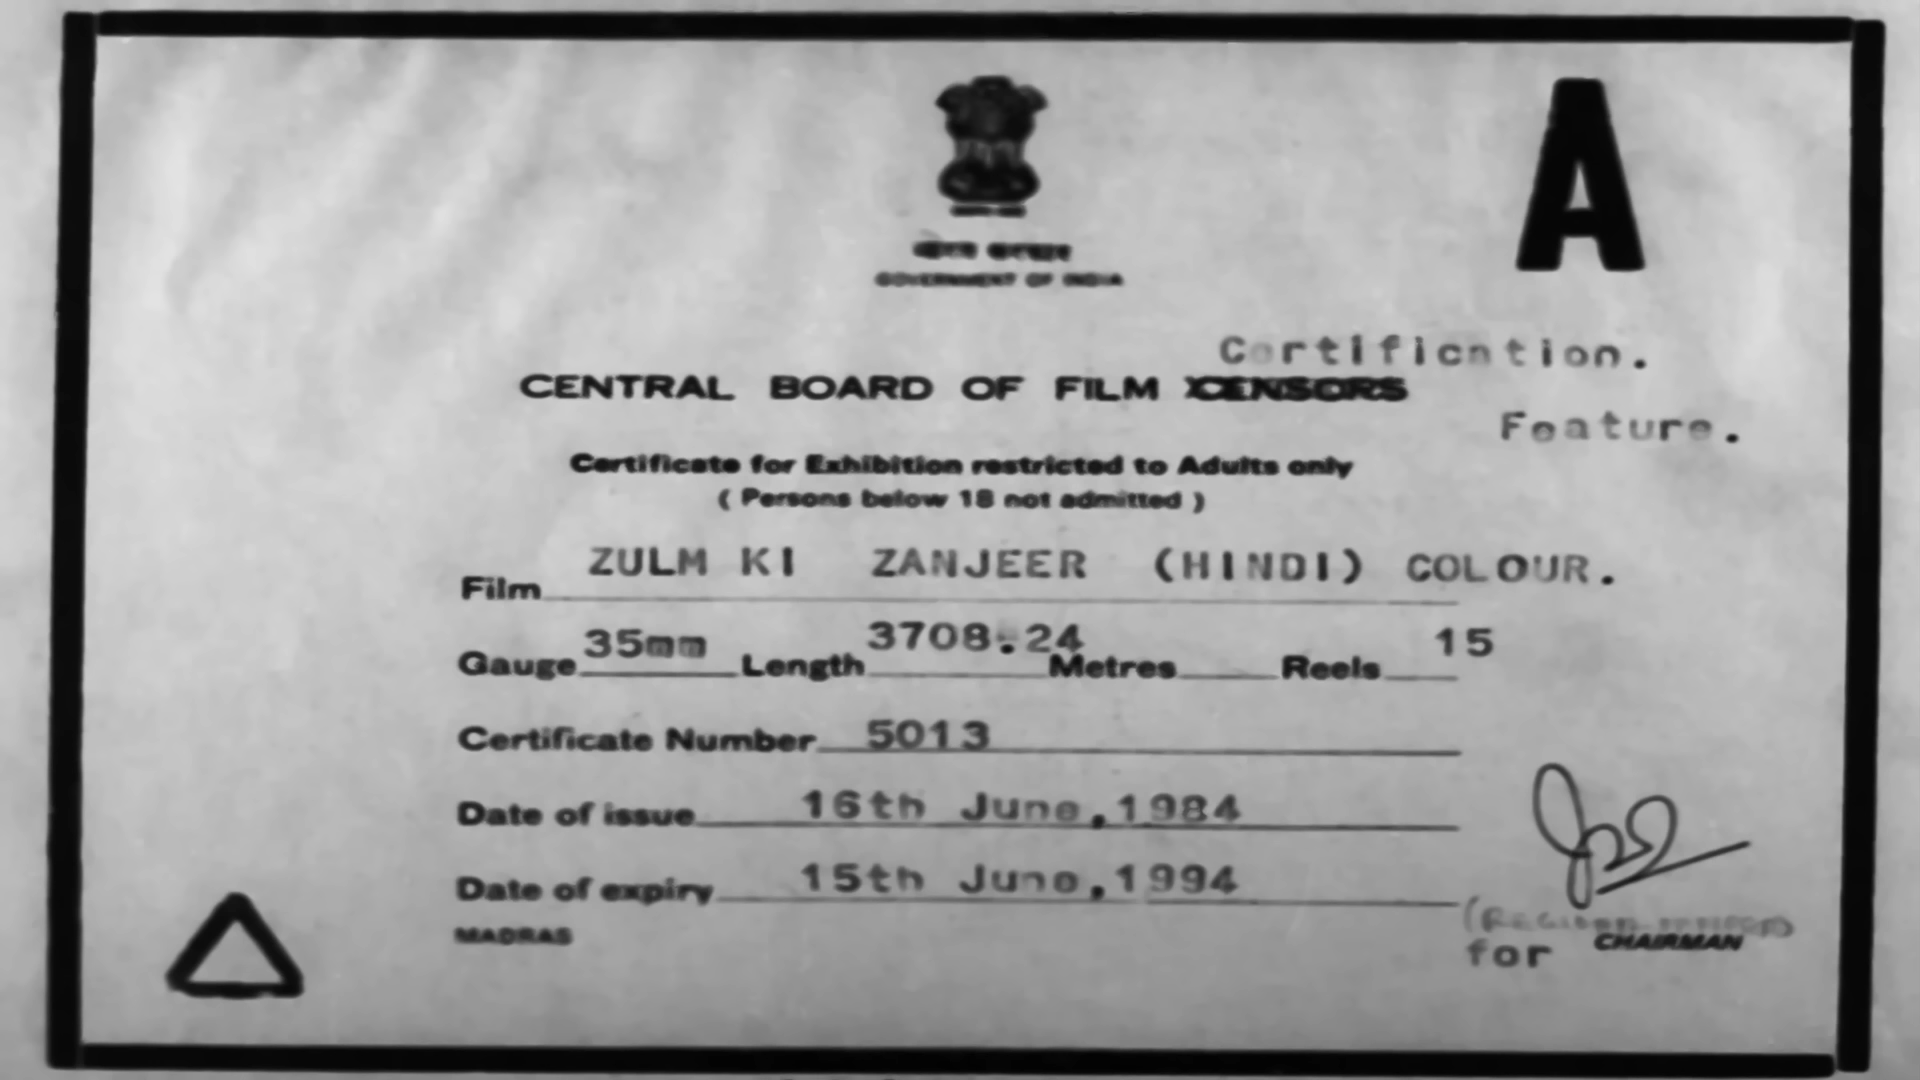 भारत सरकार
GOVERNMENT OF INDIA
A
Certification.
CENTRAL BOARD OF FILM CENSORS
Feature.
Certificate for Exhibition restricted to Adults only
( Persons below 18 not admitted )
Film ZULM KI ZANJEER (HINDI) COLOUR.
Gauge 35mm Length 3708.24 Metres Reels 15
Certificate Number 5013
Date of issue 16th June,1984
Date of expiry 15th June,1994
MADRAS
for CHAIRMAN